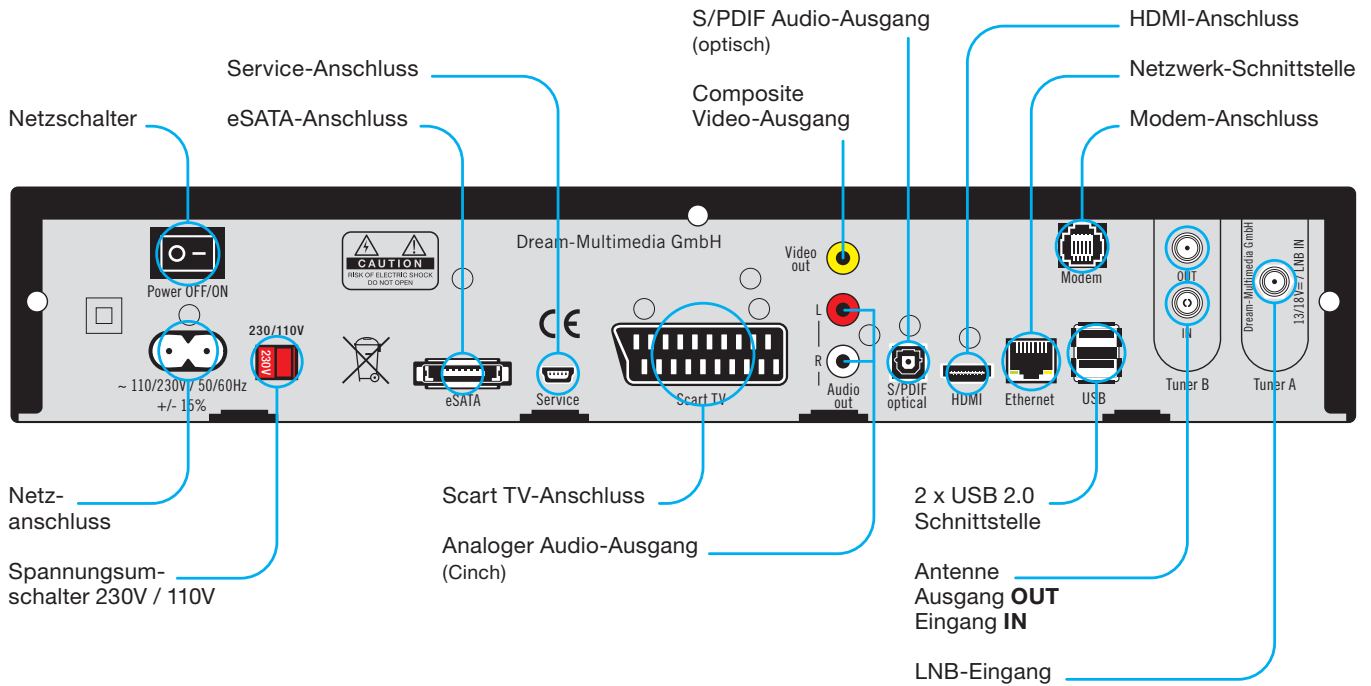 S/PDIF Audio-Ausgang
(optisch)
HDMI-Anschluss
Service-Anschluss
Netzwerk-Schnittstelle
Composite
Video-Ausgang
Netzschalter
eSATA-Anschluss
Modem-Anschluss
Power OFF/ON
CAUTION
RISK OF ELECTRIC SHOCK
DO NOT OPEN
Dream-Multimedia GmbH
Video
out
Modem
OUT
IN
Tuner B
Dream-Multimedia GmbH
13/18V= / LNB IN
Tuner A
230/110V
230V
~ 110/230V / 50/60Hz
+/- 15%
eSATA
CE
Service
Scart TV
L
R
Audio
out
S/PDIF
optical
HDMI
Ethernet
USB
Netz-
anschluss
Scart TV-Anschluss
2 x USB 2.0
Schnittstelle
Analoger Audio-Ausgang
(Cinch)
Spannungsum-
schalter 230V / 110V
Antenne
Ausgang OUT
Eingang IN
LNB-Eingang